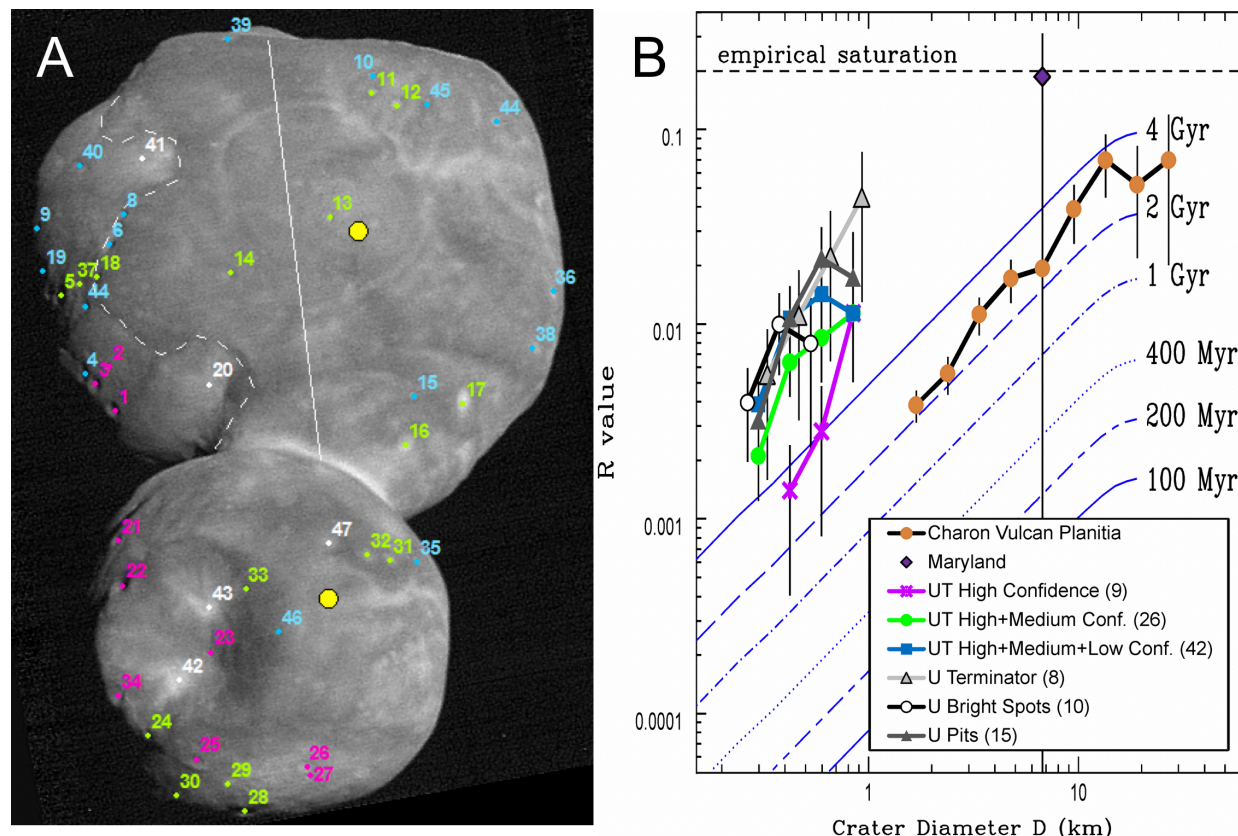 A
39
10
11
12
45
44
41
40
8
9
6
13
19
18
37
5
44
14
36
38
2
4
3
1
20
15
17
16
21
22
47
32
31
35
33
43
46
23
42
34
24
25
26
27
29
30
28
B
empirical saturation
0.1
0.01
0.001
0.0001
R value
4 Gyr
2 Gyr
1 Gyr
400 Myr
200 Myr
100 Myr
Charon Vulcan Planitia
Maryland
UT High Confidence (9)
UT High+Medium Conf. (26)
UT High+Medium+Low Conf. (42)
U Terminator (8)
U Bright Spots (10)
U Pits (15)
1
10
Crater Diameter D (km)